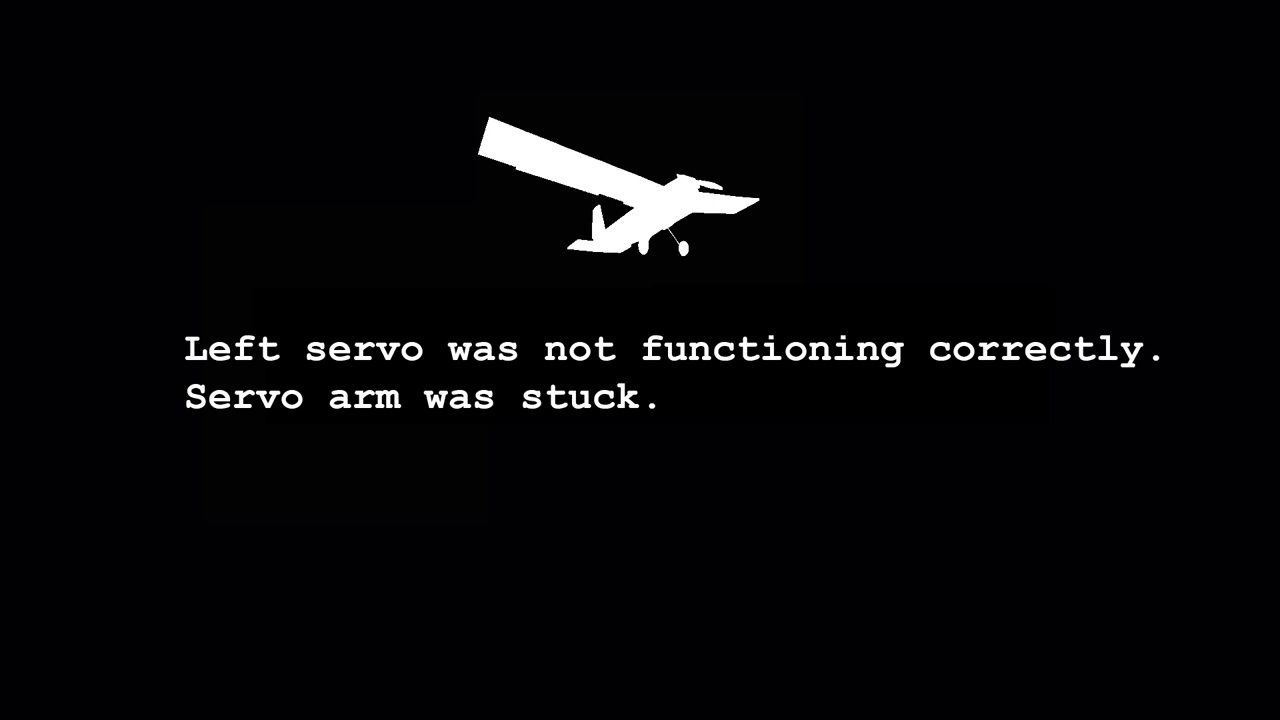 Left servo was not functioning correctly.
Servo arm was stuck.